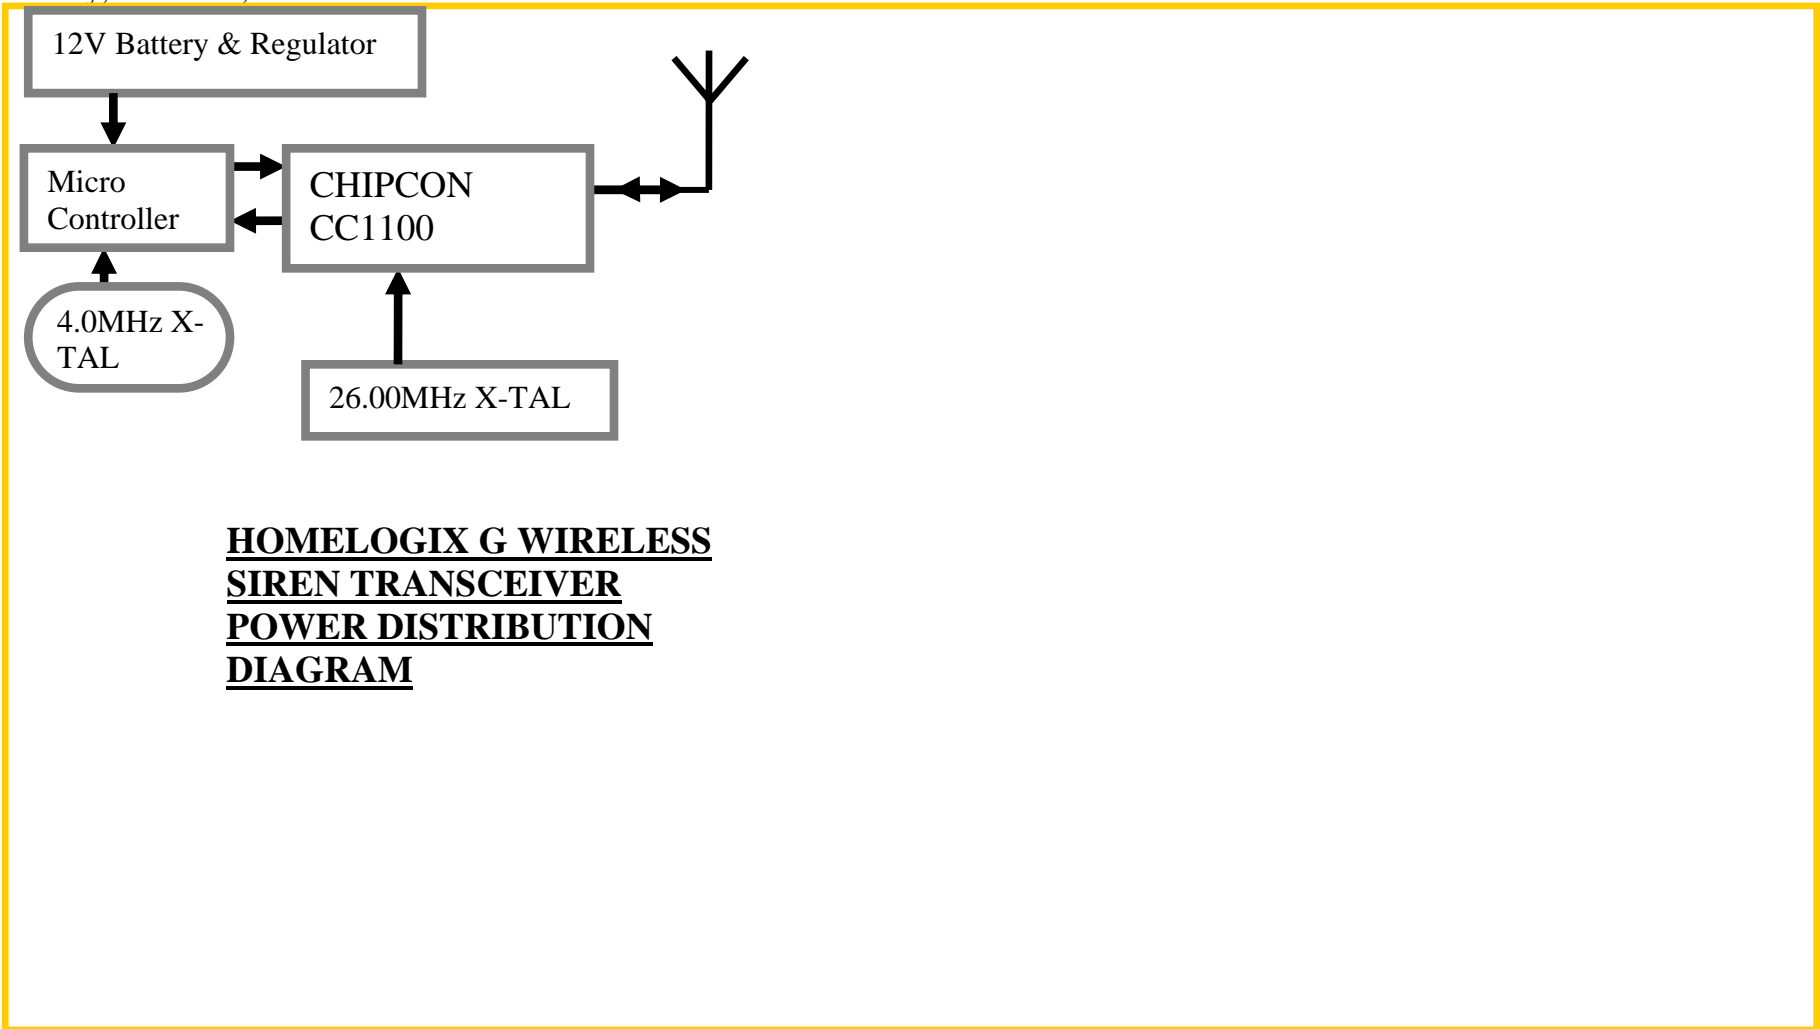 12V Battery & Regulator
Micro
Controller
CHIPCON
CC1100
4.0MHz X-
TAL
26.00MHz X-TAL
HOMELOGIX G WIRELESS
SIREN TRANSCEIVER
POWER DISTRIBUTION
DIAGRAM